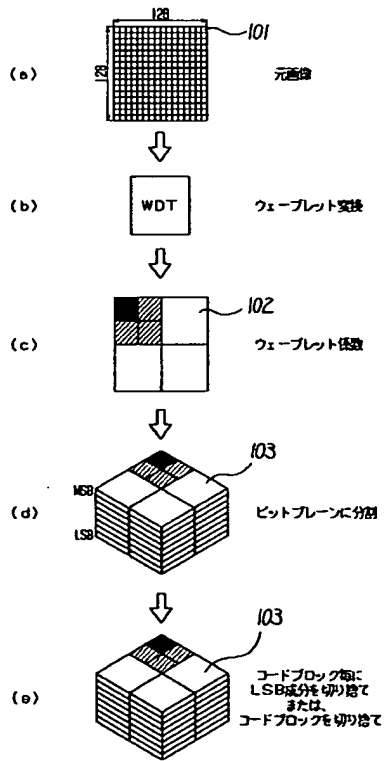 128
101
128
(a)
元画像
(b)
WDT
ウェーブレット変換
102
(c)
ウェーブレット係数
103
MSB
(d)
ビットプレーンに分割
LSB
103
(e)
コードブロック毎に
LSB成分を切り捨て
または、
コードブロックを切り捨て